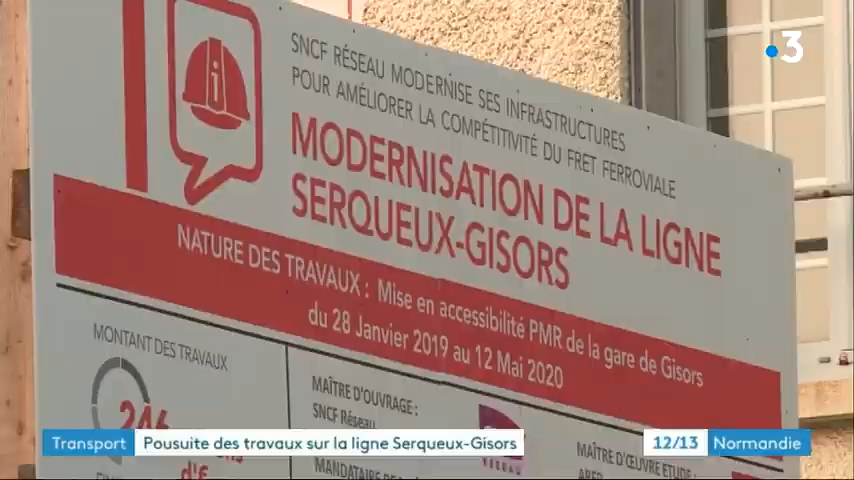 3
SNCF RÉSEAU MODERNISE SES INFRASTRUCTURES
POUR AMÉLIORER LA COMPÉTITIVITÉ DU FRET FERROVIALE
MODERNISATION DE LA LIGNE
SERQUEUX-GISORS
NATURE DES TRAVAUX : Mise en accessibilité PMR de la gare de Gisors
du 28 Janvier 2019 au 12 Mai 2020
MONTANT DES TRAVAUX
d'€
MAÎTRE D'OUVRAGE :
SNCF Réseau
MAÎTRE D'ŒUVRE ETUDE :
Transport
Pousuite des travaux sur la ligne Serqueux-Gisors
12/13 Normandie